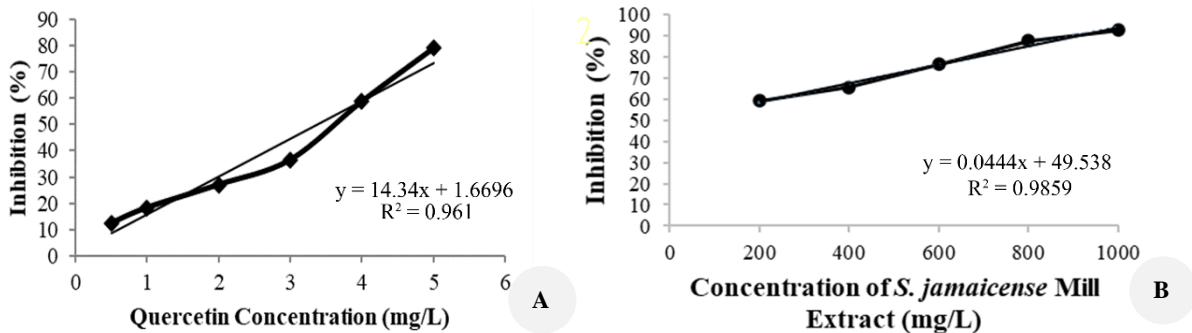 90
80
70
60
50
40
30
20
10
0
Inhibition (%)
y = 14.34x + 1.6696
R² = 0.961
0 1 2 3 4 5 6
Quercetin Concentration (mg/L)
A
2
100
90
80
70
60
50
40
30
20
10
0
Inhibition (%)
y = 0.0444x + 49.538
R² = 0.9859
0 200 400 600 800 1000
Concentration of S. jamaicense Mill
Extract (mg/L)
B